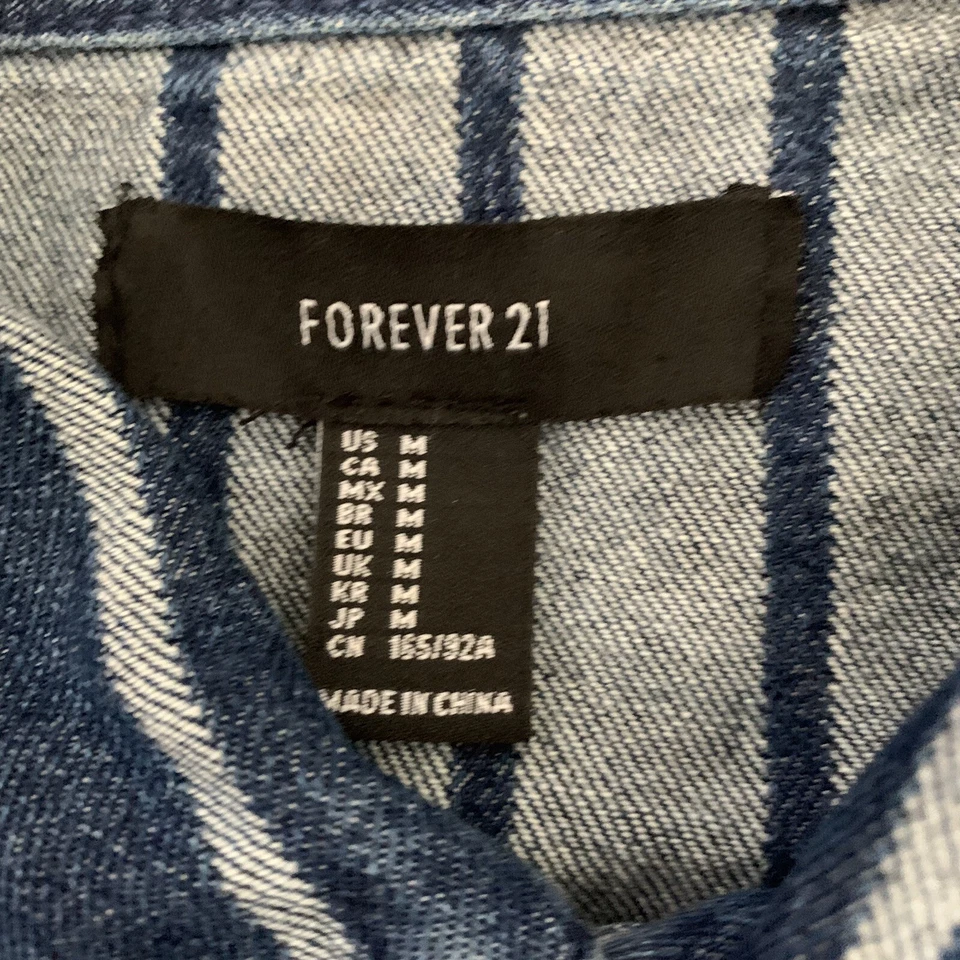 FOREVER 21
US M
CA M
MX M
BR M
EU M
UK M
KR M
JP M
CN 165/92A
MADE IN CHINA